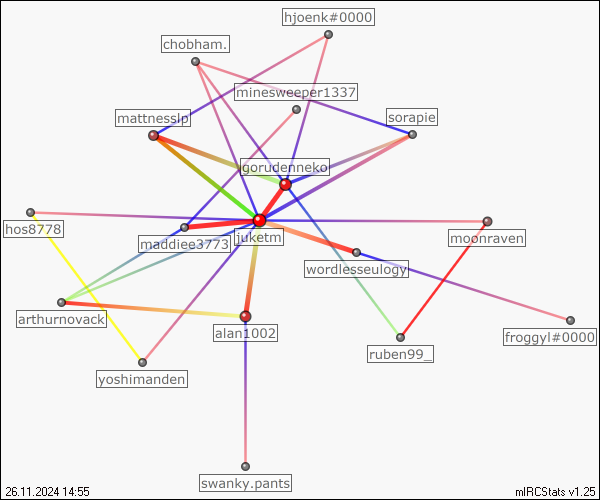 hjoenk#0000
chobham.
minesweeper1337
mattnesslp
sorapie
gorudenneko
hos8778
maddiee3773
juketm
moonraven
wordlesseulogy
arthurnovack
alan1002
froggyl#0000
ruben99_
yoshimanden
swanky.pants
26.11.2024 14:55
mIRCStats v1.25